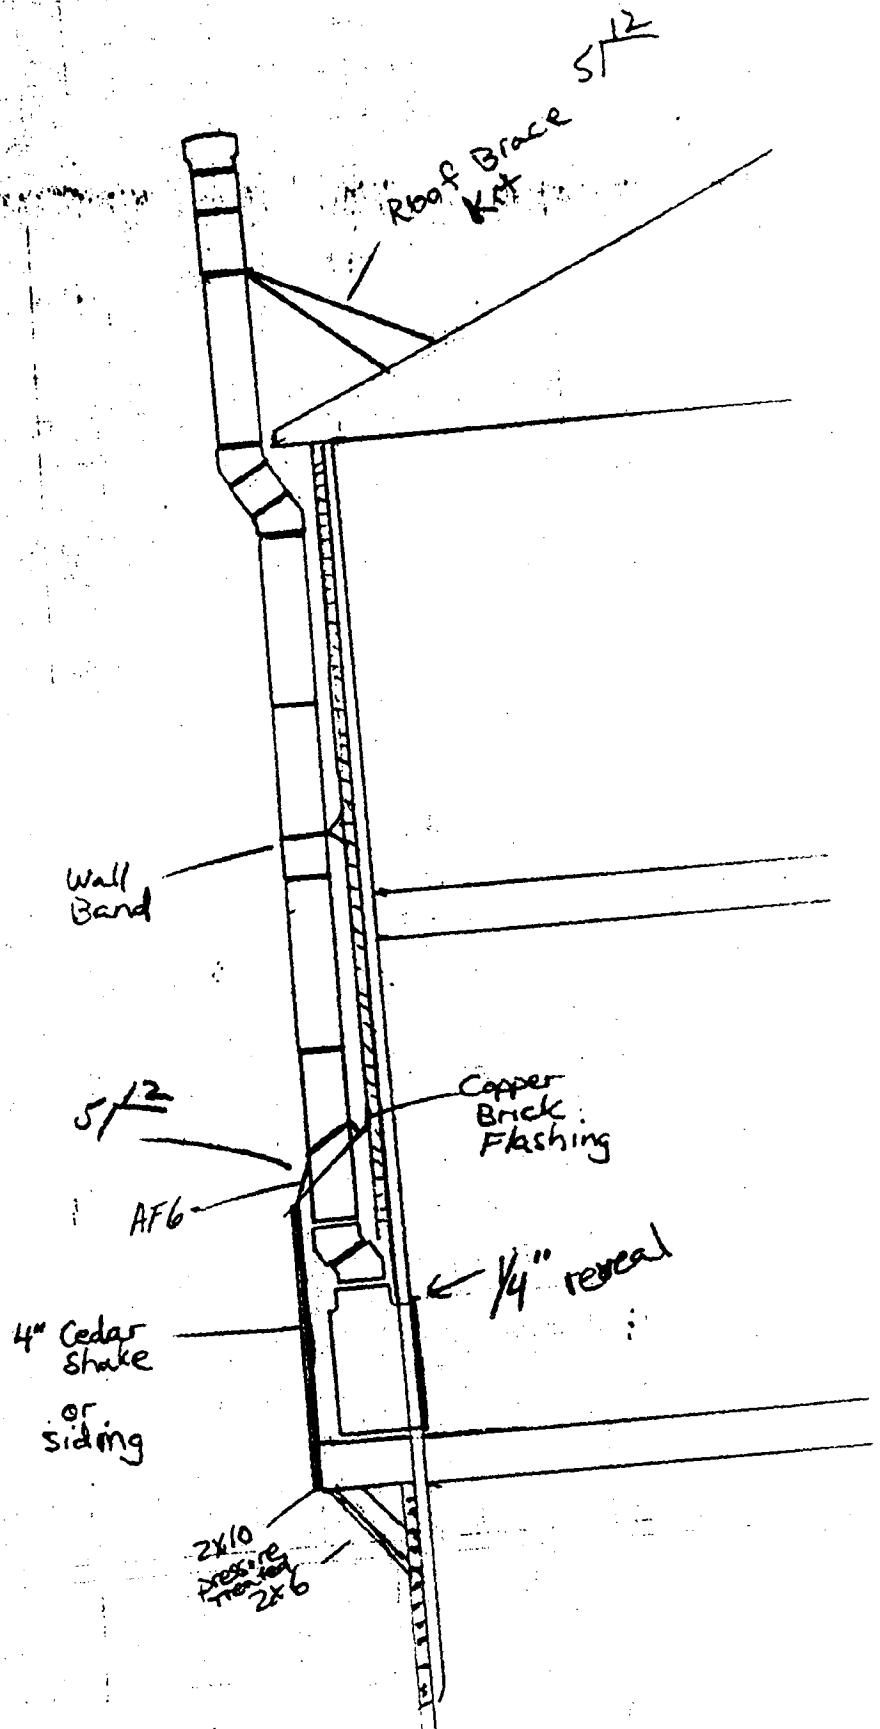 12
5
Roof Brace
Kit
Wall
Band
12
5
Copper
Brick
Flashing
AF6
1/4" reveal
4" Cedar
Shake
or
siding
2x10
pressure
Treated
2x6